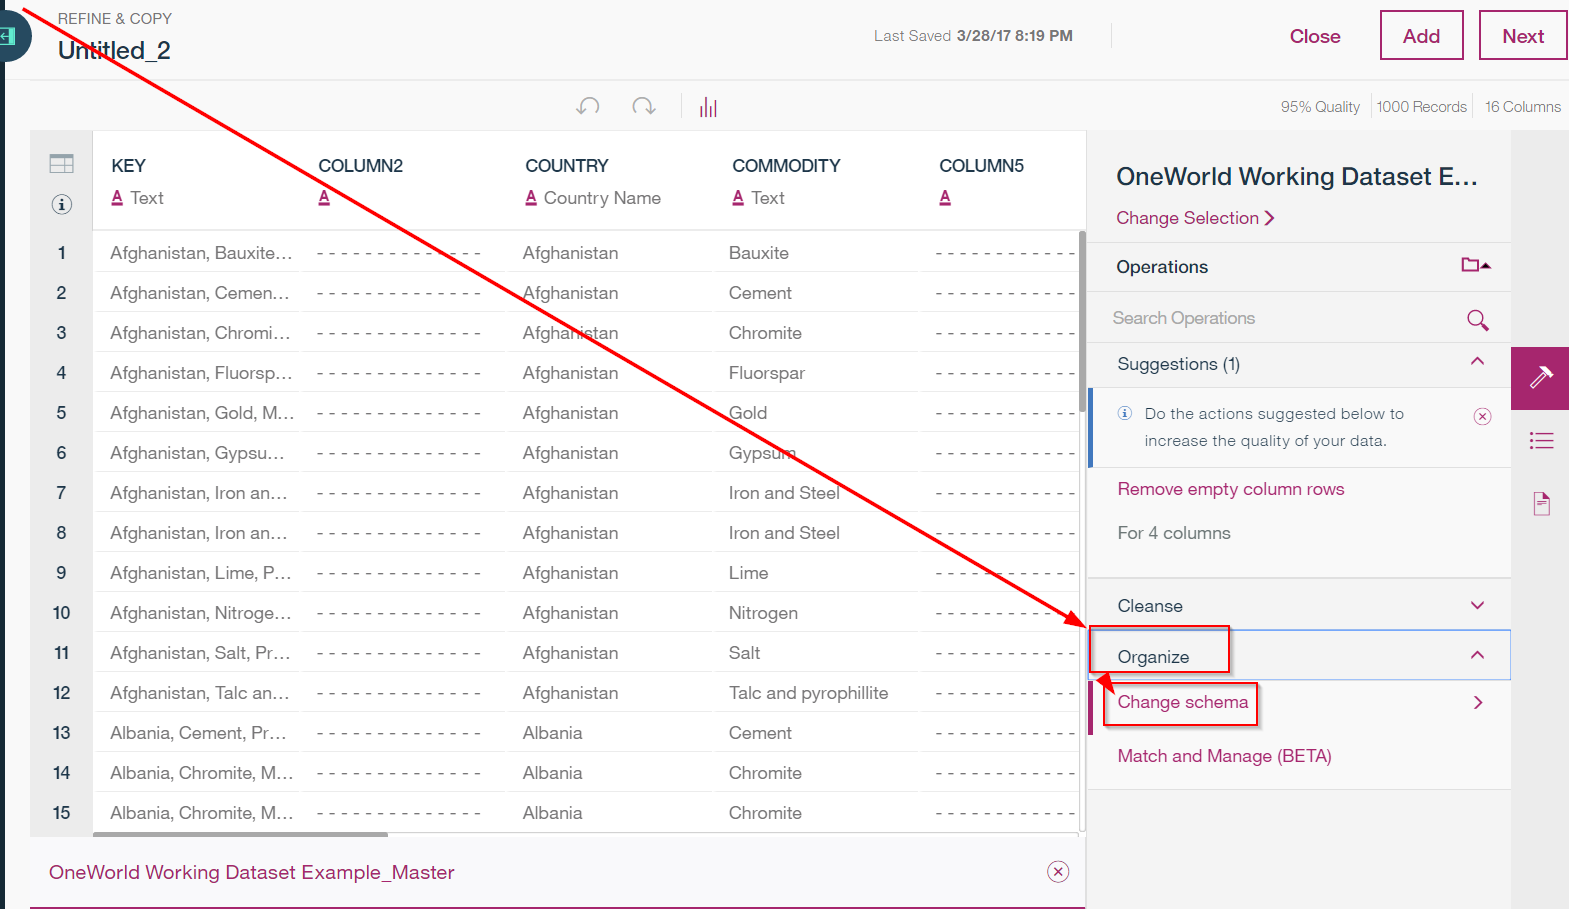 REFINE & COPY
Untitled_2
Last Saved 3/28/17 8:19 PM
Close
Add
Next
95% Quality
1000 Records
16 Columns
KEY COLUMN2 COUNTRY COMMODITY COLUMN5
A Text A A Country Name A Text A
1 Afghanistan, Bauxite... - - - - - - - - - - - - - - Afghanistan Bauxite - - - - - - - - - - - -
2 Afghanistan, Cemen... - - - - - - - - - - - - - - Afghanistan Cement - - - - - - - - - - - -
3 Afghanistan, Chromi... - - - - - - - - - - - - - - Afghanistan Chromite - - - - - - - - - - - -
4 Afghanistan, Fluorsp... - - - - - - - - - - - - - - Afghanistan Fluorspar - - - - - - - - - - - -
5 Afghanistan, Gold, M... - - - - - - - - - - - - - - Afghanistan Gold - - - - - - - - - - - -
6 Afghanistan, Gypsu... - - - - - - - - - - - - - - Afghanistan Gypsum - - - - - - - - - - - -
7 Afghanistan, Iron an... - - - - - - - - - - - - - - Afghanistan Iron and Steel - - - - - - - - - - - -
8 Afghanistan, Iron an... - - - - - - - - - - - - - - Afghanistan Iron and Steel - - - - - - - - - - - -
9 Afghanistan, Lime, P... - - - - - - - - - - - - - - Afghanistan Lime - - - - - - - - - - - -
10 Afghanistan, Nitroge... - - - - - - - - - - - - - - Afghanistan Nitrogen - - - - - - - - - - - -
11 Afghanistan, Salt, Pr... - - - - - - - - - - - - - - Afghanistan Salt - - - - - - - - - - - -
12 Afghanistan, Talc an... - - - - - - - - - - - - - - Afghanistan Talc and pyrophillite - - - - - - - - - - - -
13 Albania, Cement, Pr... - - - - - - - - - - - - - - Albania Cement - - - - - - - - - - - -
14 Albania, Chromite, M... - - - - - - - - - - - - - - Albania Chromite - - - - - - - - - - - -
15 Albania, Chromite, M... - - - - - - - - - - - - - - Albania Chromite - - - - - - - - - - - -
OneWorld Working Dataset Example_Master
OneWorld Working Dataset E...
Change Selection
Operations
Search Operations
Suggestions (1)
Do the actions suggested below to
increase the quality of your data.
Remove empty column rows
For 4 columns
Cleanse
Organize
Change schema
Match and Manage (BETA)